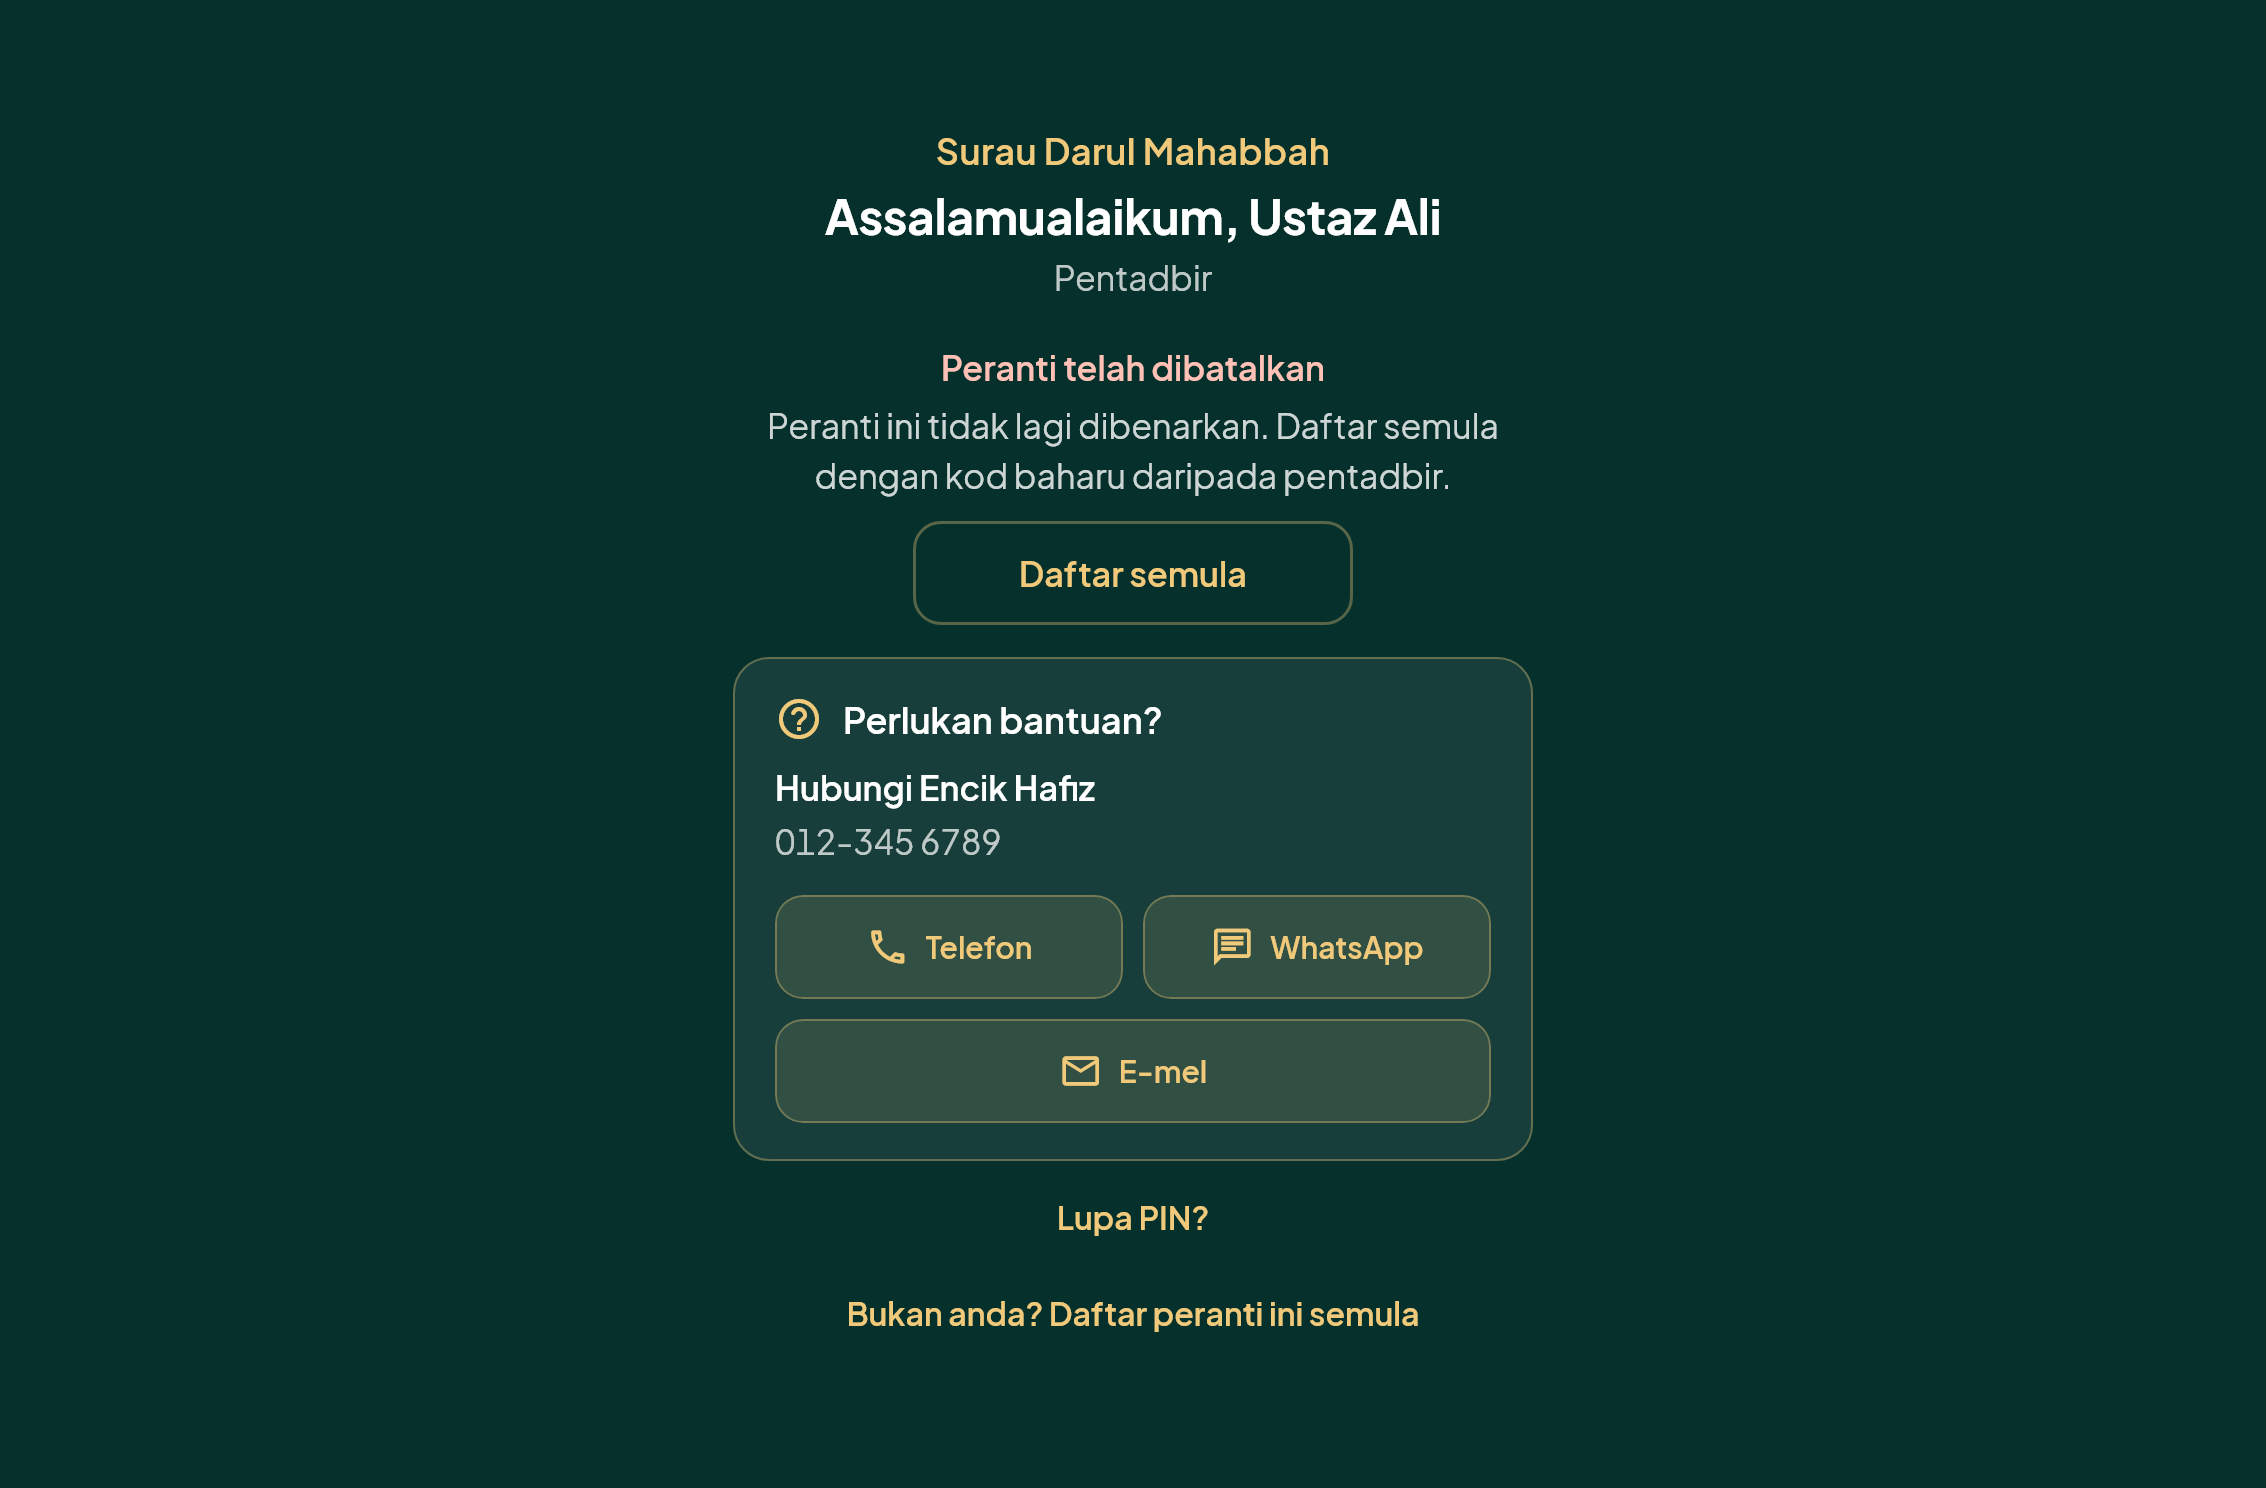 Surau Darul Mahabbah
Assalamualaikum, Ustaz Ali
Pentadbir
Peranti telah dibatalkan
Peranti ini tidak lagi dibenarkan. Daftar semula
dengan kod baharu daripada pentadbir.
Daftar semula
Perlukan bantuan?
Hubungi Encik Hafiz
012-345 6789
Telefon
WhatsApp
E-mel
Lupa PIN?
Bukan anda? Daftar peranti ini semula